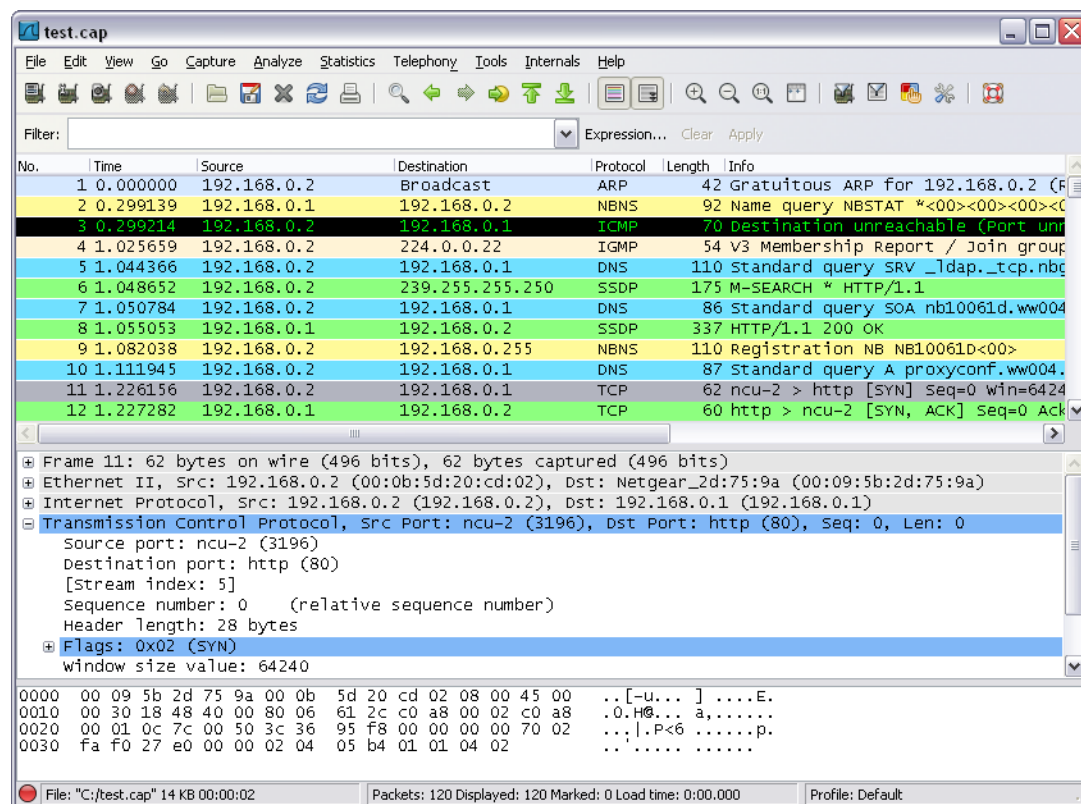 test.cap
File Edit View Go Capture Analyze Statistics Telephony Tools Internals Help
Filter: Expression... Clear Apply
No. Time Source Destination Protocol Length Info
1 0.000000 192.168.0.2 Broadcast ARP 42 Gratuitous ARP for 192.168.0.2 (R
2 0.299139 192.168.0.1 192.168.0.2 NBNS 92 Name query NBSTAT *<00><00><00><0
3 0.299214 192.168.0.2 192.168.0.1 ICMP 70 Destination unreachable (Port unr
4 1.025659 192.168.0.2 224.0.0.22 IGMP 54 V3 Membership Report / Join group
5 1.044366 192.168.0.2 192.168.0.1 DNS 110 Standard query SRV _ldap._tcp.nbg
6 1.048652 192.168.0.2 239.255.255.250 SSDP 175 M-SEARCH * HTTP/1.1
7 1.050784 192.168.0.2 192.168.0.1 DNS 86 Standard query SOA nb10061d.ww004
8 1.055053 192.168.0.1 192.168.0.2 SSDP 337 HTTP/1.1 200 OK
9 1.082038 192.168.0.2 192.168.0.255 NBNS 110 Registration NB NB10061D<00>
10 1.111945 192.168.0.2 192.168.0.1 DNS 87 Standard query A proxyconf.ww004.
11 1.226156 192.168.0.2 192.168.0.1 TCP 62 ncu-2 > http [SYN] Seq=0 Win=6424
12 1.227282 192.168.0.1 192.168.0.2 TCP 60 http > ncu-2 [SYN, ACK] Seq=0 Ack
Frame 11: 62 bytes on wire (496 bits), 62 bytes captured (496 bits)
Ethernet II, Src: 192.168.0.2 (00:0b:5d:20:cd:02), Dst: Netgear_2d:75:9a (00:09:5b:2d:75:9a)
Internet Protocol, Src: 192.168.0.2 (192.168.0.2), Dst: 192.168.0.1 (192.168.0.1)
Transmission Control Protocol, Src Port: ncu-2 (3196), Dst Port: http (80), Seq: 0, Len: 0
Source port: ncu-2 (3196)
Destination port: http (80)
[Stream index: 5]
Sequence number: 0 (relative sequence number)
Header length: 28 bytes
Flags: 0x02 (SYN)
Window size value: 64240
0000 00 09 5b 2d 75 9a 00 0b 5d 20 cd 02 08 00 45 00 ..[-u... ] ....E.
0010 00 30 18 48 40 00 80 06 61 2c c0 a8 00 02 c0 a8 .0.H@... a,......
0020 00 01 0c 7c 00 50 3c 36 95 f8 00 00 00 00 70 02 ...|.P<6 ......p.
0030 fa f0 27 e0 00 00 02 04 05 b4 01 01 04 02 ..'..... ......
File: "C:/test.cap" 14 KB 00:00:02 Packets: 120 Displayed: 120 Marked: 0 Load time: 0:00.000 Profile: Default